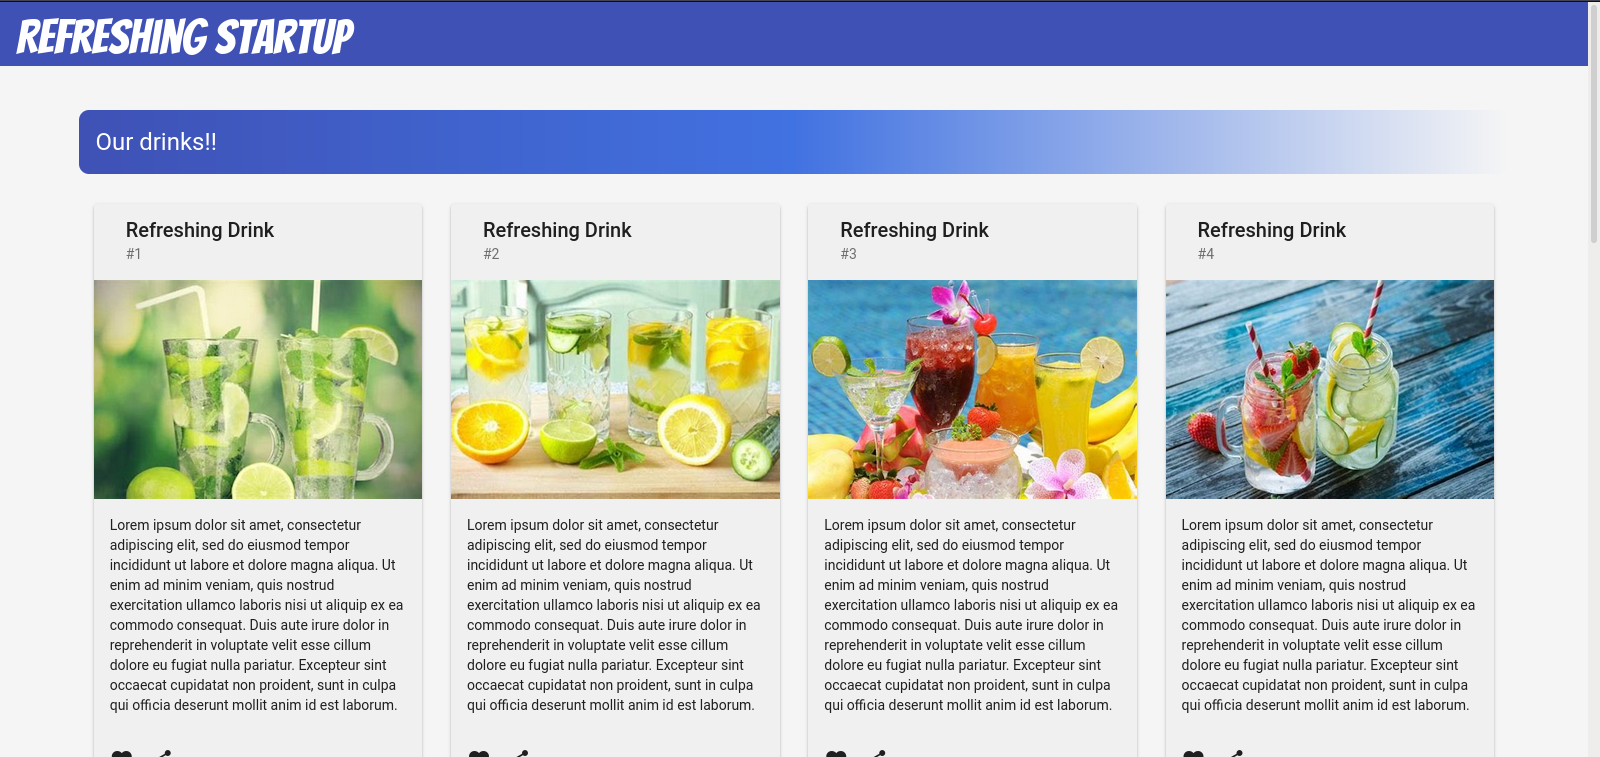 REFRESHING STARTUP
Our drinks!!
Refreshing Drink
#1
Lorem ipsum dolor sit amet, consectetur
adipiscing elit, sed do eiusmod tempor
incididunt ut labore et dolore magna aliqua. Ut
enim ad minim veniam, quis nostrud
exercitation ullamco laboris nisi ut aliquip ex ea
commodo consequat. Duis aute irure dolor in
reprehenderit in voluptate velit esse cillum
dolore eu fugiat nulla pariatur. Excepteur sint
occaecat cupidatat non proident, sunt in culpa
qui officia deserunt mollit anim id est laborum.
Refreshing Drink
#2
Lorem ipsum dolor sit amet, consectetur
adipiscing elit, sed do eiusmod tempor
incididunt ut labore et dolore magna aliqua. Ut
enim ad minim veniam, quis nostrud
exercitation ullamco laboris nisi ut aliquip ex ea
commodo consequat. Duis aute irure dolor in
reprehenderit in voluptate velit esse cillum
dolore eu fugiat nulla pariatur. Excepteur sint
occaecat cupidatat non proident, sunt in culpa
qui officia deserunt mollit anim id est laborum.
Refreshing Drink
#3
Lorem ipsum dolor sit amet, consectetur
adipiscing elit, sed do eiusmod tempor
incididunt ut labore et dolore magna aliqua. Ut
enim ad minim veniam, quis nostrud
exercitation ullamco laboris nisi ut aliquip ex ea
commodo consequat. Duis aute irure dolor in
reprehenderit in voluptate velit esse cillum
dolore eu fugiat nulla pariatur. Excepteur sint
occaecat cupidatat non proident, sunt in culpa
qui officia deserunt mollit anim id est laborum.
Refreshing Drink
#4
Lorem ipsum dolor sit amet, consectetur
adipiscing elit, sed do eiusmod tempor
incididunt ut labore et dolore magna aliqua. Ut
enim ad minim veniam, quis nostrud
exercitation ullamco laboris nisi ut aliquip ex ea
commodo consequat. Duis aute irure dolor in
reprehenderit in voluptate velit esse cillum
dolore eu fugiat nulla pariatur. Excepteur sint
occaecat cupidatat non proident, sunt in culpa
qui officia deserunt mollit anim id est laborum.